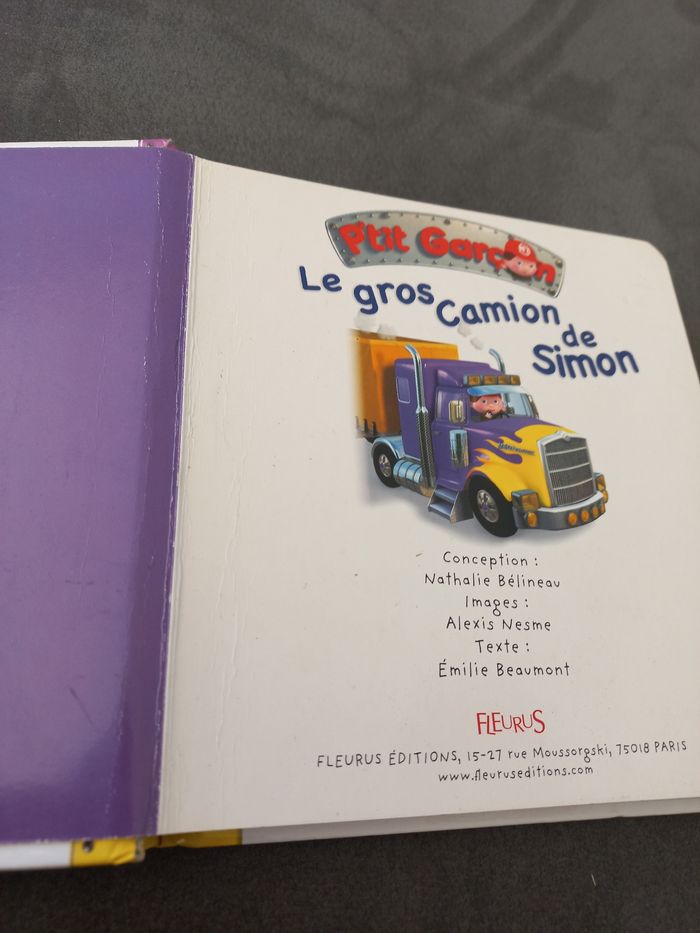 P'tit Garçon
Le gros Camion de Simon
Conception :
Nathalie Bélineau
Images :
Alexis Nesme
Texte :
Émilie Beaumont
FLEURUS
FLEURUS ÉDITIONS, 15-27 rue Moussorgski, 75018 PARIS
www.fleuruseditions.com